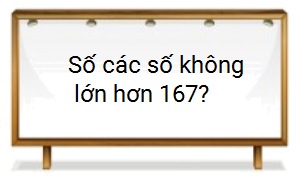 Số các số không
lớn hơn 167?